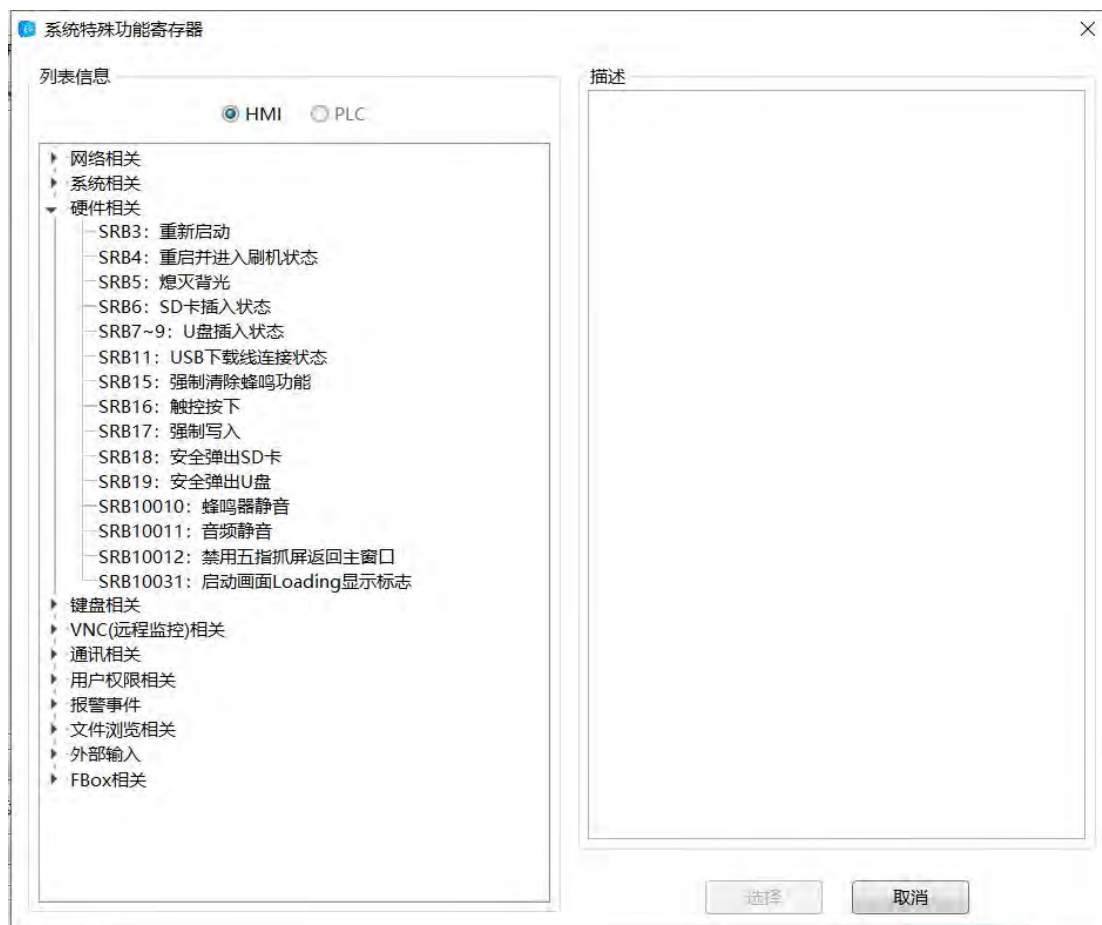 系统特殊功能寄存器
列表信息
HMI PLC
网络相关
系统相关
硬件相关
SRB3：重新启动
SRB4：重启并进入刷机状态
SRB5：熄灭背光
SRB6：SD卡插入状态
SRB7~9：U盘插入状态
SRB11：USB下载线连接状态
SRB15：强制清除蜂鸣功能
SRB16：触控按下
SRB17：强制写入
SRB18：安全弹出SD卡
SRB19：安全弹出U盘
SRB10010：蜂鸣器静音
SRB10011：音频静音
SRB10012：禁用五指抓屏返回主窗口
SRB10031：启动画面Loading显示标志
键盘相关
VNC(远程监控)相关
通讯相关
用户权限相关
报警事件
文件浏览相关
外部输入
FBox相关
描述
选择 取消